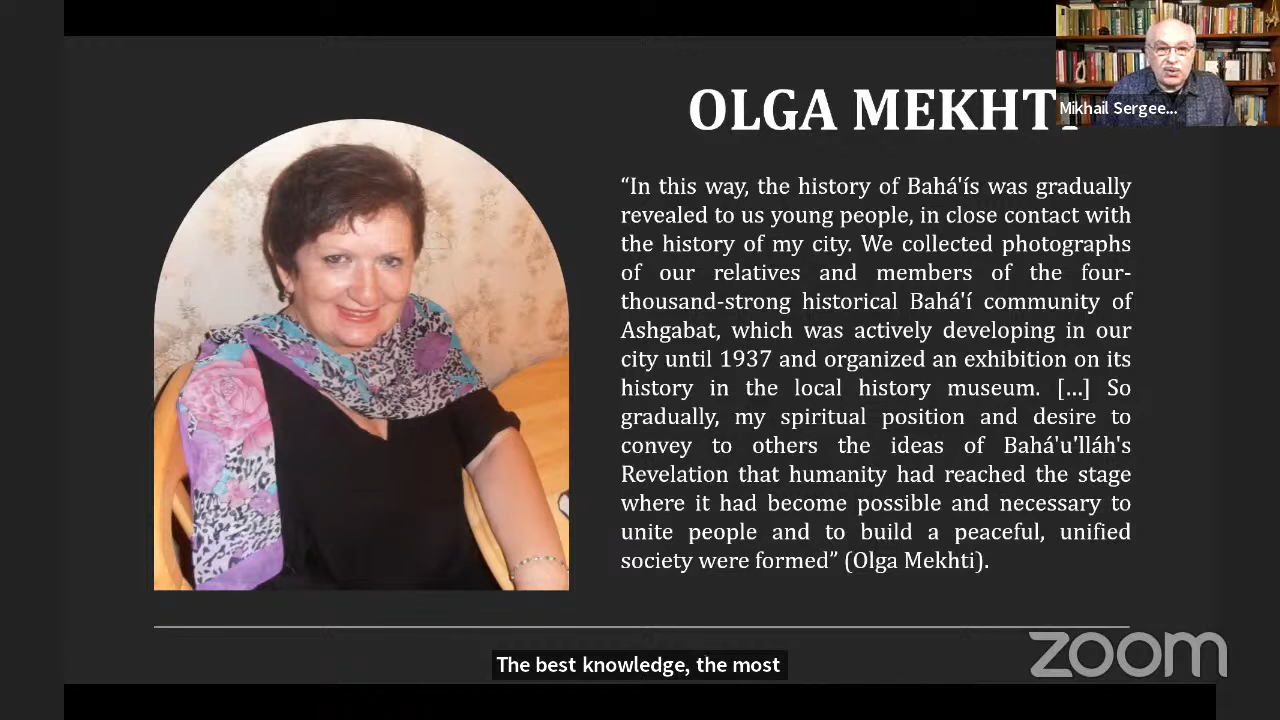 OLGA MEKHTI
Mikhail Sergee...
“In this way, the history of Bahá'ís was gradually
revealed to us young people, in close contact with
the history of my city. We collected photographs
of our relatives and members of the four-
thousand-strong historical Bahá'í community of
Ashgabat, which was actively developing in our
city until 1937 and organized an exhibition on its
history in the local history museum. [...] So
gradually, my spiritual position and desire to
convey to others the ideas of Bahá'u'lláh's
Revelation that humanity had reached the stage
where it had become possible and necessary to
unite people and to build a peaceful, unified
society were formed” (Olga Mekhti).
The best knowledge, the most
zoom